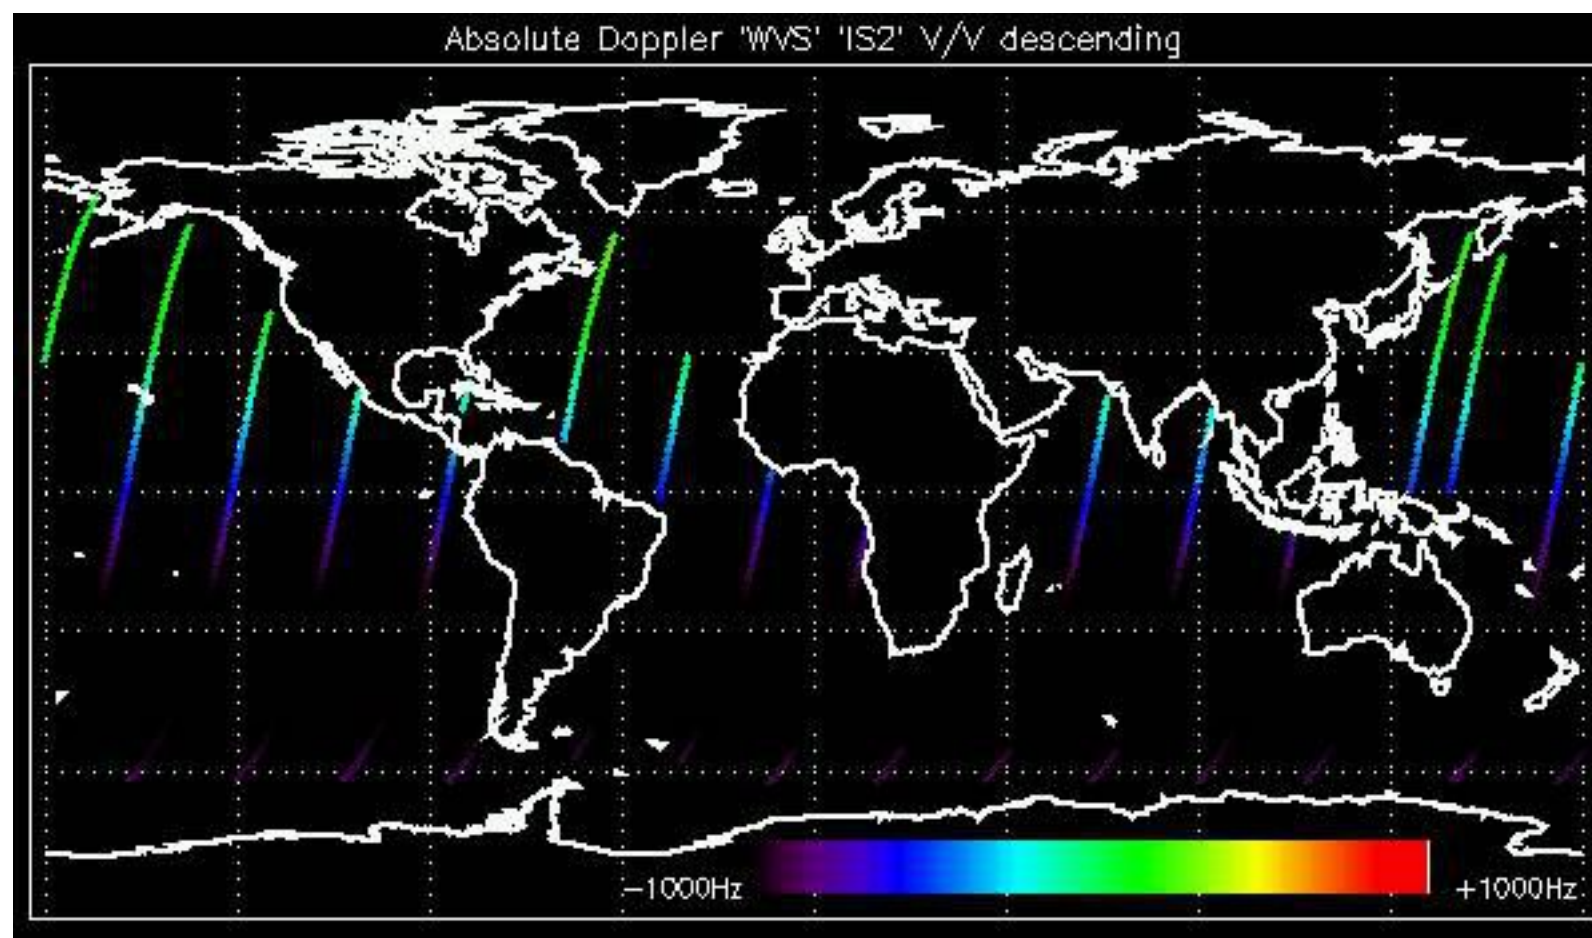 Absolute Doppler 'WVS' 'IS2' V/V descending
−1000Hz
+1000Hz